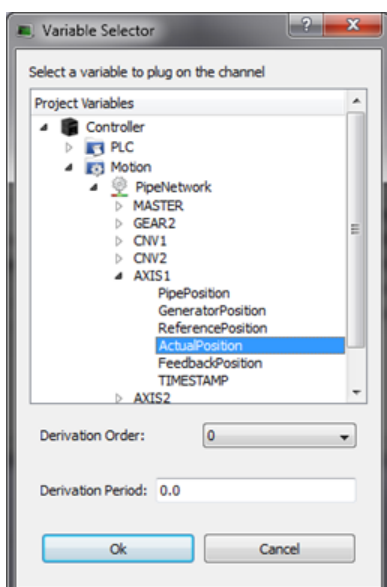 Variable Selector
Select a variable to plug on the channel
Project Variables
Controller
PLC
Motion
PipeNetwork
MASTER
GEAR2
CNV1
CNV2
AXIS1
PipePosition
GeneratorPosition
ReferencePosition
ActualPosition
FeedbackPosition
TIMESTAMP
AXIS2
Derivation Order: 0
Derivation Period: 0.0
Ok Cancel